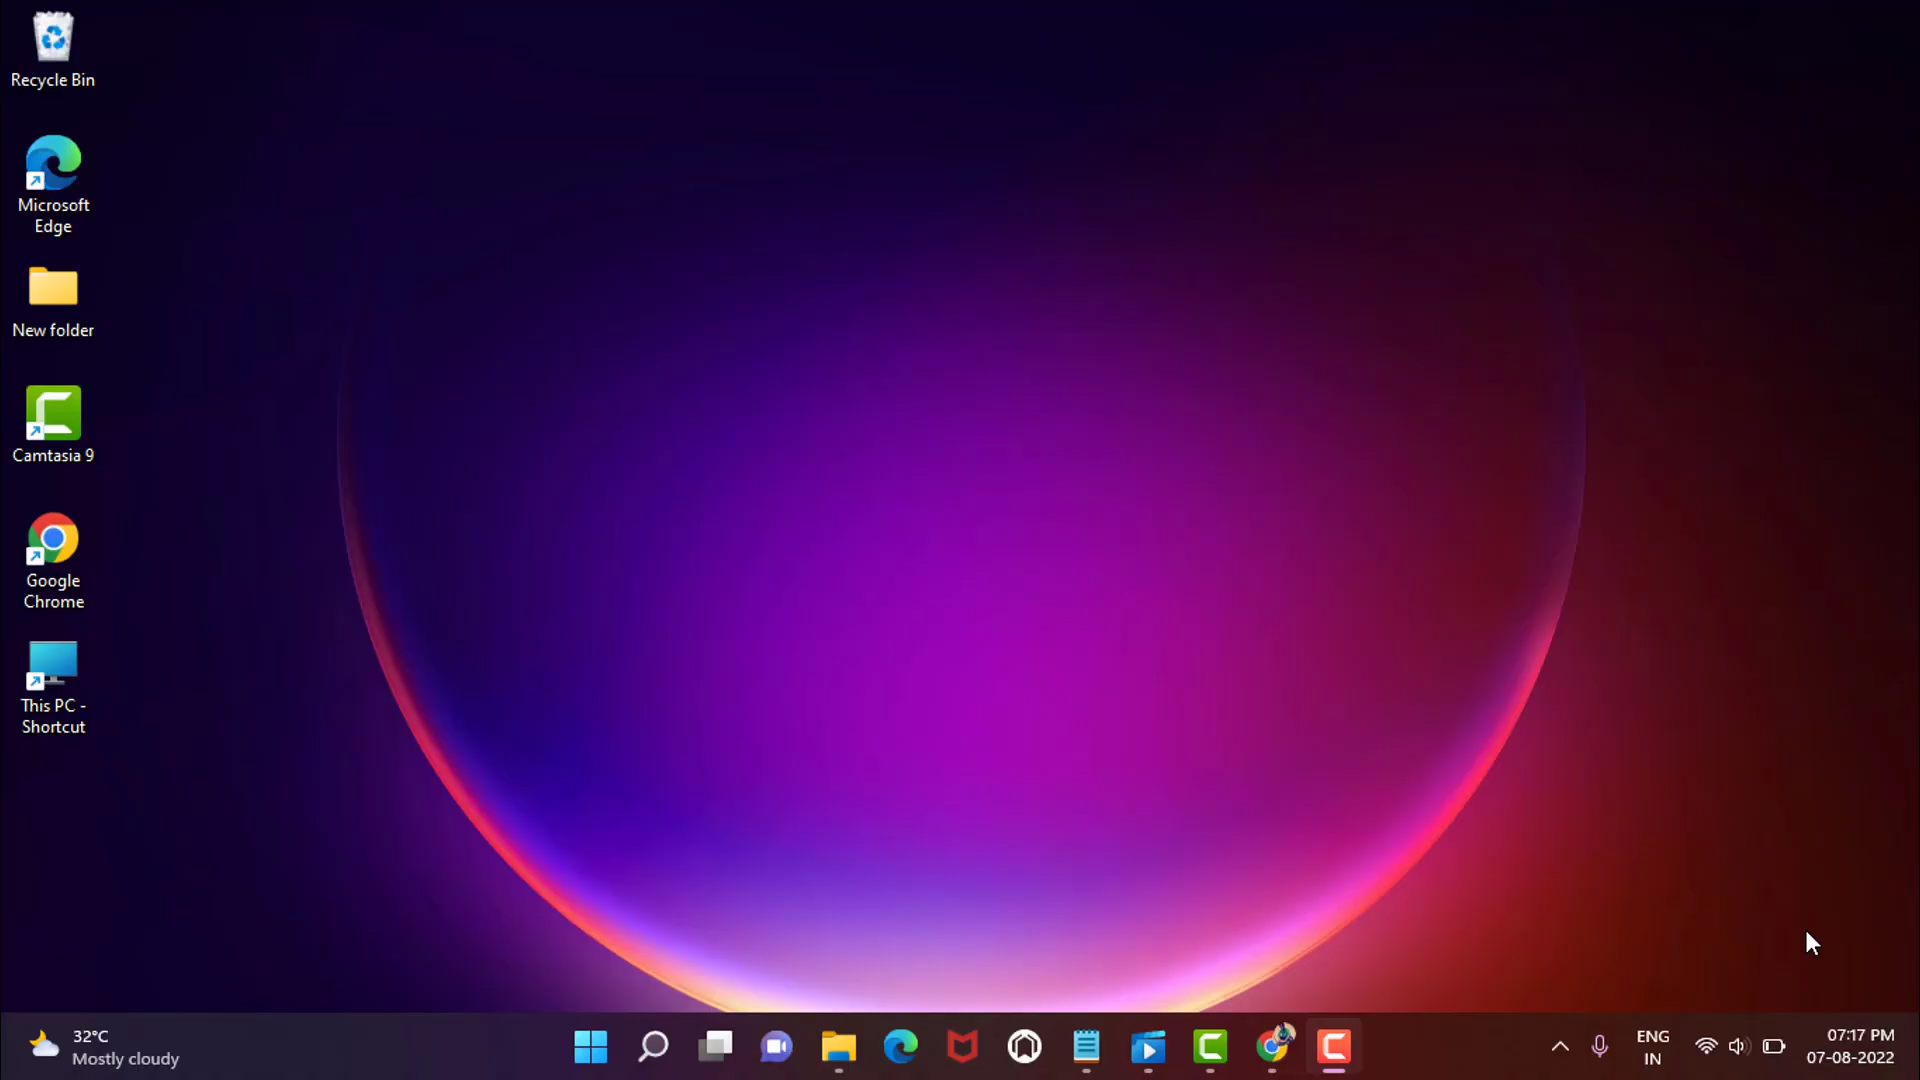 Recycle Bin
Microsoft
Edge
New folder
Camtasia 9
Google
Chrome
This PC -
Shortcut
32°C
Mostly cloudy
ENG
IN
07:17 PM
07-08-2022